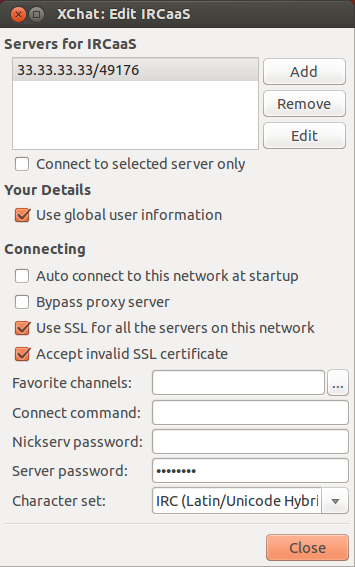 XChat: Edit IRCaaS
Servers for IRCaaS
33.33.33.33/49176
Add
Remove
Edit
Connect to selected server only
Your Details
Use global user information
Connecting
Auto connect to this network at startup
Bypass proxy server
Use SSL for all the servers on this network
Accept invalid SSL certificate
Favorite channels:
...
Connect command:
Nickserv password:
Server password: ••••••••
Character set: IRC (Latin/Unicode Hybri
Close